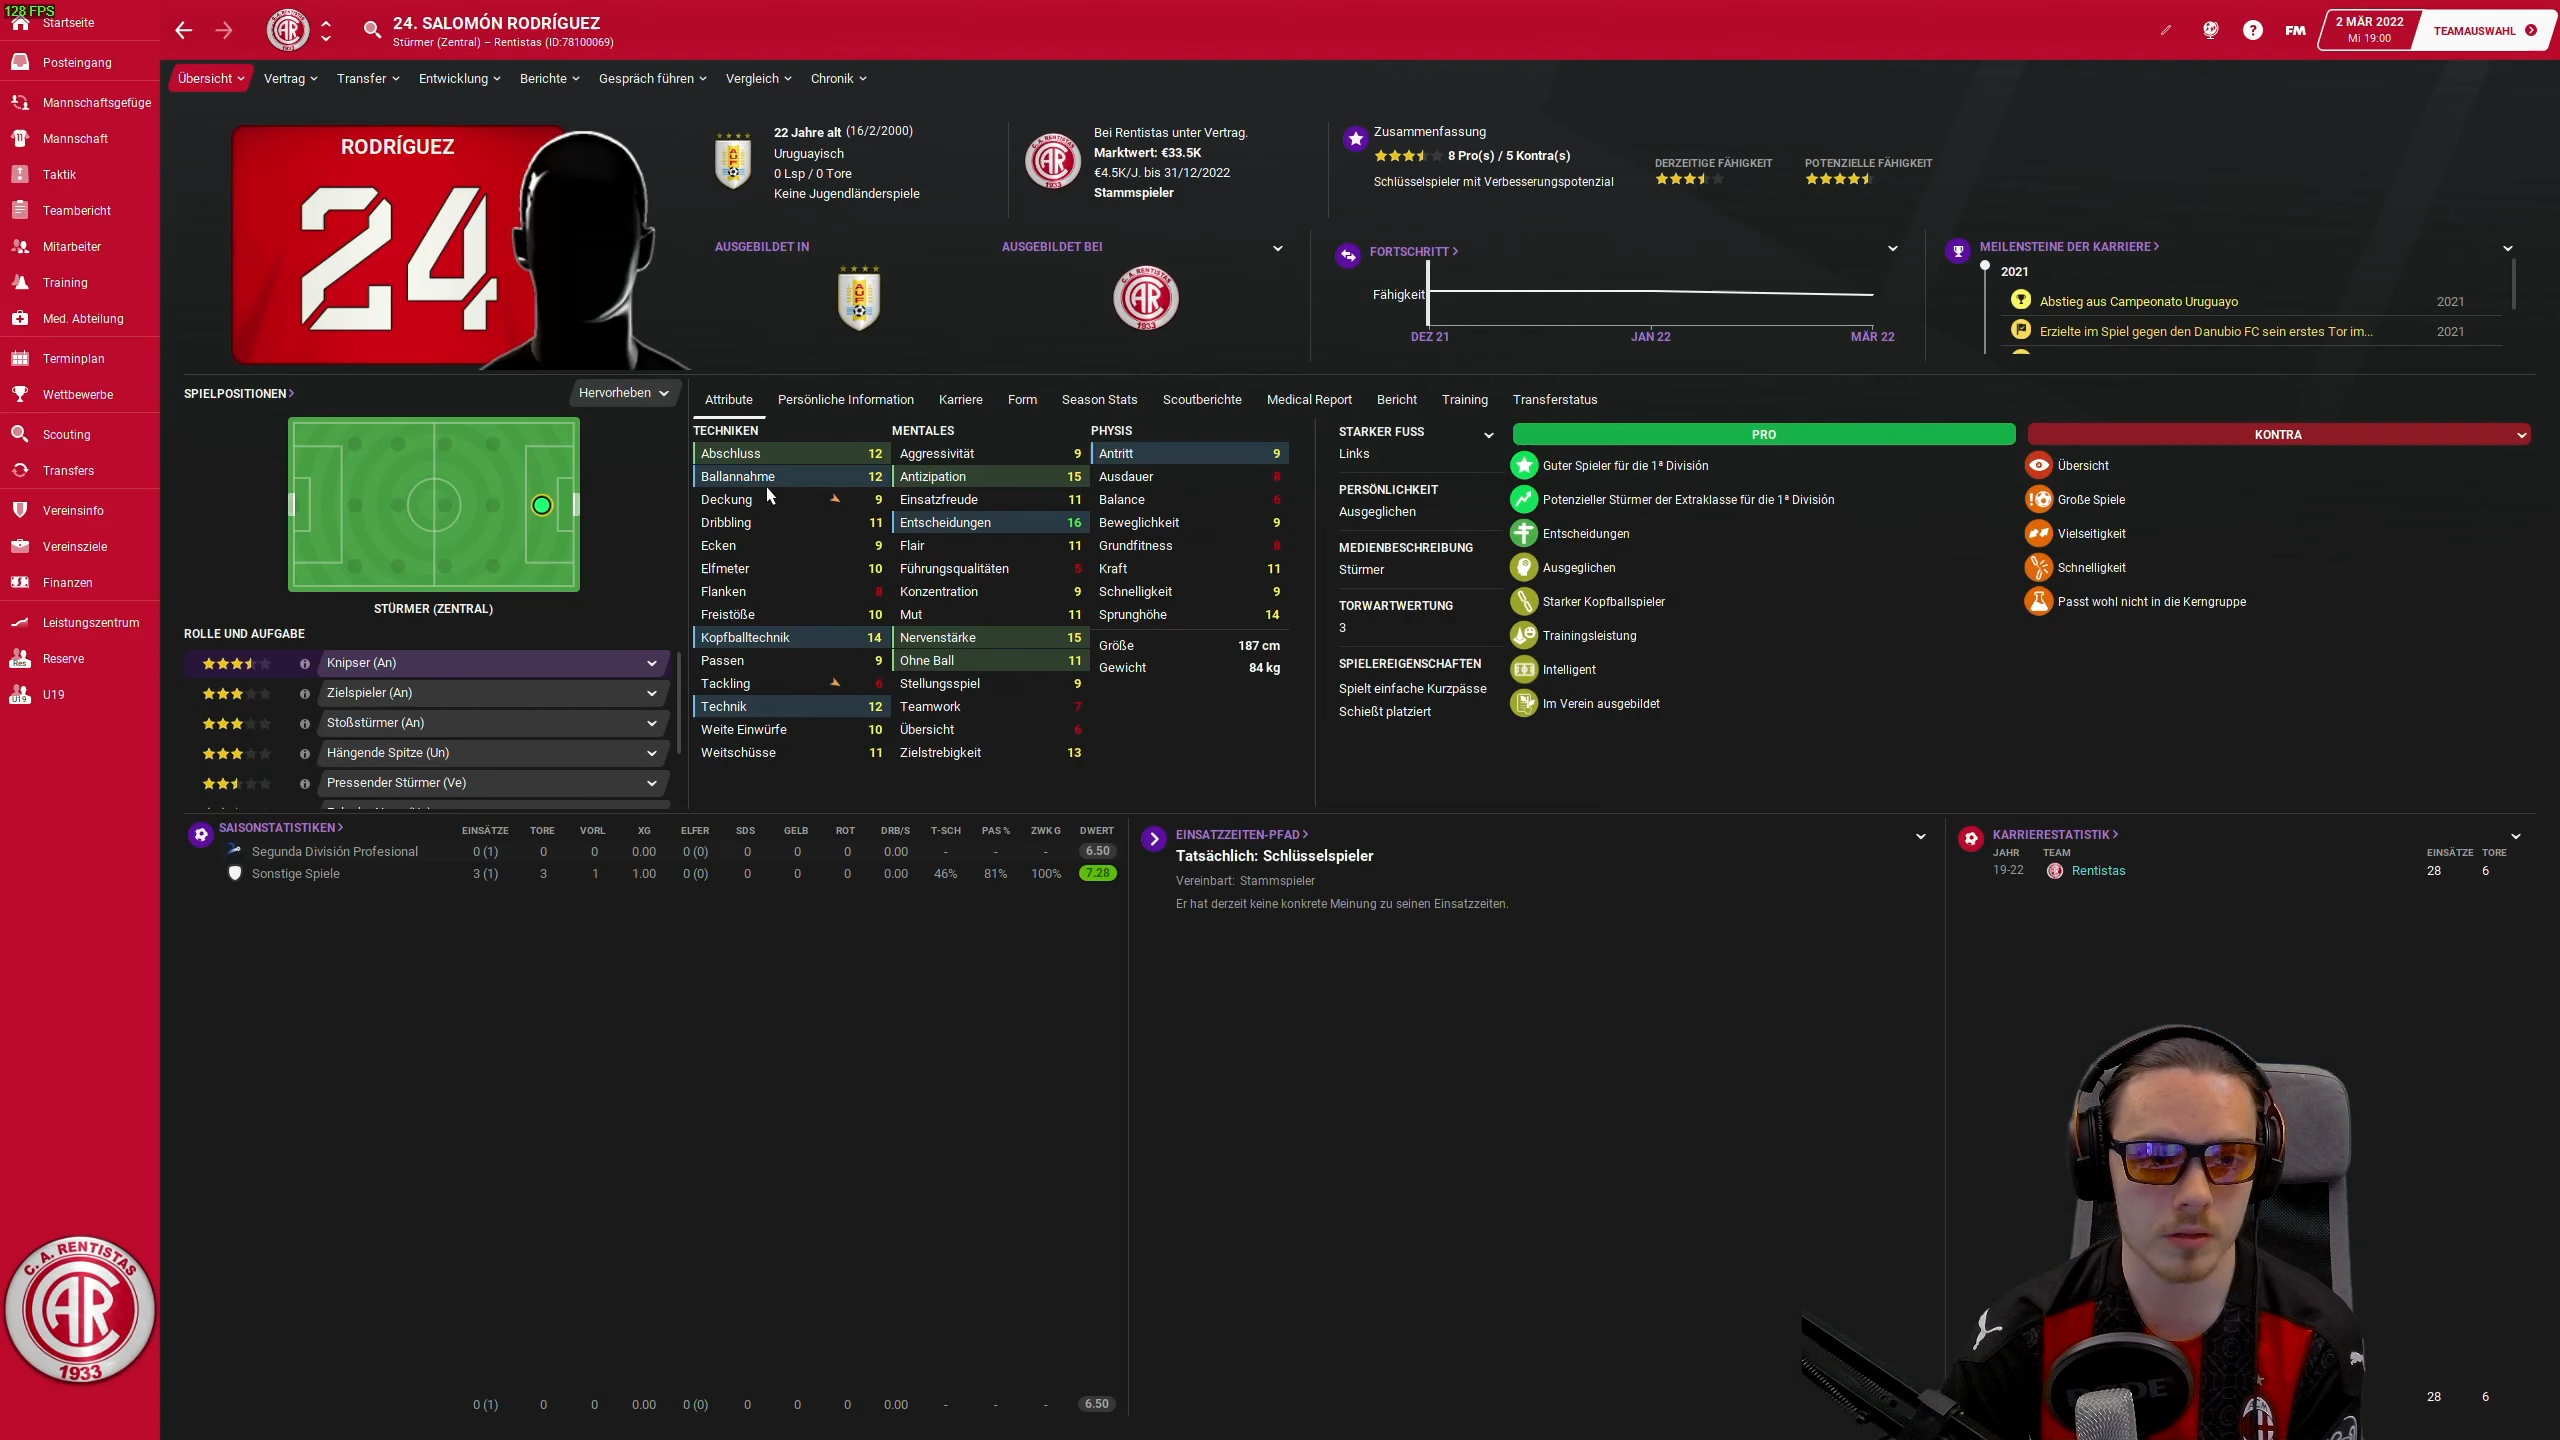 128 FPS
Startseite
Posteingang
Mannschaftsgefüge
Mannschaft
Taktik
Teambericht
Mitarbeiter
Training
Med. Abteilung
Terminplan
Wettbewerbe
Scouting
Transfers
Vereinsinfo
Vereinsziele
Finanzen
Leistungszentrum
Reserve
U19
24. SALOMÓN RODRÍGUEZ
Stürmer (Zentral) – Rentistas (ID:78100069)
FM
2 MÄR 2022
Mi 19:00
TEAMAUSWAHL
Übersicht Vertrag Transfer Entwicklung Berichte Gespräch führen Vergleich Chronik
RODRÍGUEZ
24
22 Jahre alt (16/2/2000)
Uruguayisch
0 Lsp / 0 Tore
Keine Jugendländerspiele
Bei Rentistas unter Vertrag.
Marktwert: €33.5K
€4.5K/J. bis 31/12/2022
Stammspieler
Zusammenfassung
8 Pro(s) / 5 Kontra(s)
Schlüsselspieler mit Verbesserungspotenzial
DERZEITIGE FÄHIGKEIT
POTENZIELLE FÄHIGKEIT
AUSGEBILDET IN
AUSGEBILDET BEI
FORTSCHRITT
Fähigkeit
DEZ 21 JAN 22 MÄR 22
MEILENSTEINE DER KARRIERE
2021
Abstieg aus Campeonato Uruguayo 2021
Erzielte im Spiel gegen den Danubio FC sein erstes Tor im... 2021
SPIELPOSITIONEN
Hervorheben
STÜRMER (ZENTRAL)
ROLLE UND AUFGABE
Knipser (An)
Zielspieler (An)
Stoßstürmer (An)
Hängende Spitze (Un)
Pressender Stürmer (Ve)
Attribute Persönliche Information Karriere Form Season Stats Scoutberichte Medical Report Bericht Training Transferstatus
TECHNIKEN
Abschluss 12
Ballannahme 12
Deckung 9
Dribbling 11
Ecken 9
Elfmeter 10
Flanken 8
Freistöße 10
Kopfballtechnik 14
Passen 9
Tackling 6
Technik 12
Weite Einwürfe 10
Weitschüsse 11
MENTALES
Aggressivität 9
Antizipation 15
Einsatzfreude 11
Entscheidungen 16
Flair 11
Führungsqualitäten 5
Konzentration 9
Mut 11
Nervenstärke 15
Ohne Ball 11
Stellungsspiel 9
Teamwork 7
Übersicht 6
Zielstrebigkeit 13
PHYSIS
Antritt 9
Ausdauer 8
Balance 6
Beweglichkeit 9
Grundfitness 8
Kraft 11
Schnelligkeit 9
Sprunghöhe 14
Größe 187 cm
Gewicht 84 kg
STARKER FUSS
Links
PERSÖNLICHKEIT
Ausgeglichen
MEDIENBESCHREIBUNG
Stürmer
TORWARTWERTUNG
3
SPIELEREIGENSCHAFTEN
Spielt einfache Kurzpässe
Schießt platziert
PRO
Guter Spieler für die 1ª División
Potenzieller Stürmer der Extraklasse für die 1ª División
Entscheidungen
Ausgeglichen
Starker Kopfballspieler
Trainingsleistung
Intelligent
Im Verein ausgebildet
KONTRA
Übersicht
Große Spiele
Vielseitigkeit
Schnelligkeit
Passt wohl nicht in die Kerngruppe
SAISONSTATISTIKEN EINSÄTZE TORE VORL XG ELFER SDS GELB ROT DRB/S T-SCH PAS % ZWK G DWERT
Segunda División Profesional 0 (1) 0 0 0.00 0 (0) 0 0 0 0.00 - - - 6.50
Sonstige Spiele 3 (1) 3 1 1.00 0 (0) 0 0 0 0.00 46% 81% 100% 7.28
0 (1) 0 0 0.00 0 (0) 0 0 0 0.00 - - - 6.50
EINSATZZEITEN-PFAD
Tatsächlich: Schlüsselspieler
Vereinbart: Stammspieler
Er hat derzeit keine konkrete Meinung zu seinen Einsatzzeiten.
KARRIERESTATISTIK
JAHR TEAM EINSÄTZE TORE
19-22 Rentistas 28 6
28 6
C. A. RENTISTAS
1933